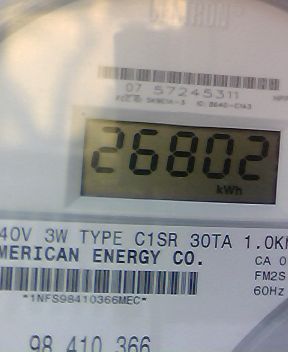 CENTRON®
07 57245311
26802
kWh
40V 3W TYPE C1SR 30TA 1.0K
MERICAN ENERGY CO.
CA 0
FM2S
60Hz
*1NFS98410366MEC*
98 410 366